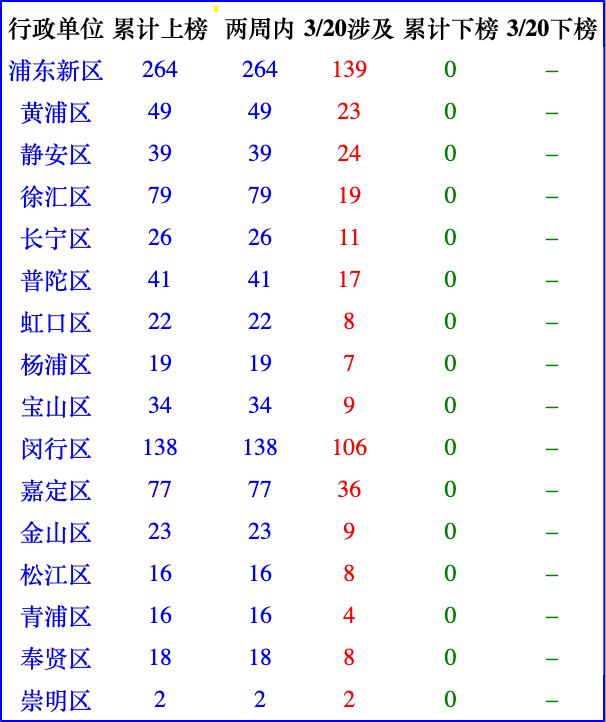 行政单位 累计上榜 两周内 3/20涉及 累计下榜 3/20下榜
浦东新区 264 264 139 0 –
黄浦区 49 49 23 0 –
静安区 39 39 24 0 –
徐汇区 79 79 19 0 –
长宁区 26 26 11 0 –
普陀区 41 41 17 0 –
虹口区 22 22 8 0 –
杨浦区 19 19 7 0 –
宝山区 34 34 9 0 –
闵行区 138 138 106 0 –
嘉定区 77 77 36 0 –
金山区 23 23 9 0 –
松江区 16 16 8 0 –
青浦区 16 16 4 0 –
奉贤区 18 18 8 0 –
崇明区 2 2 2 0 –